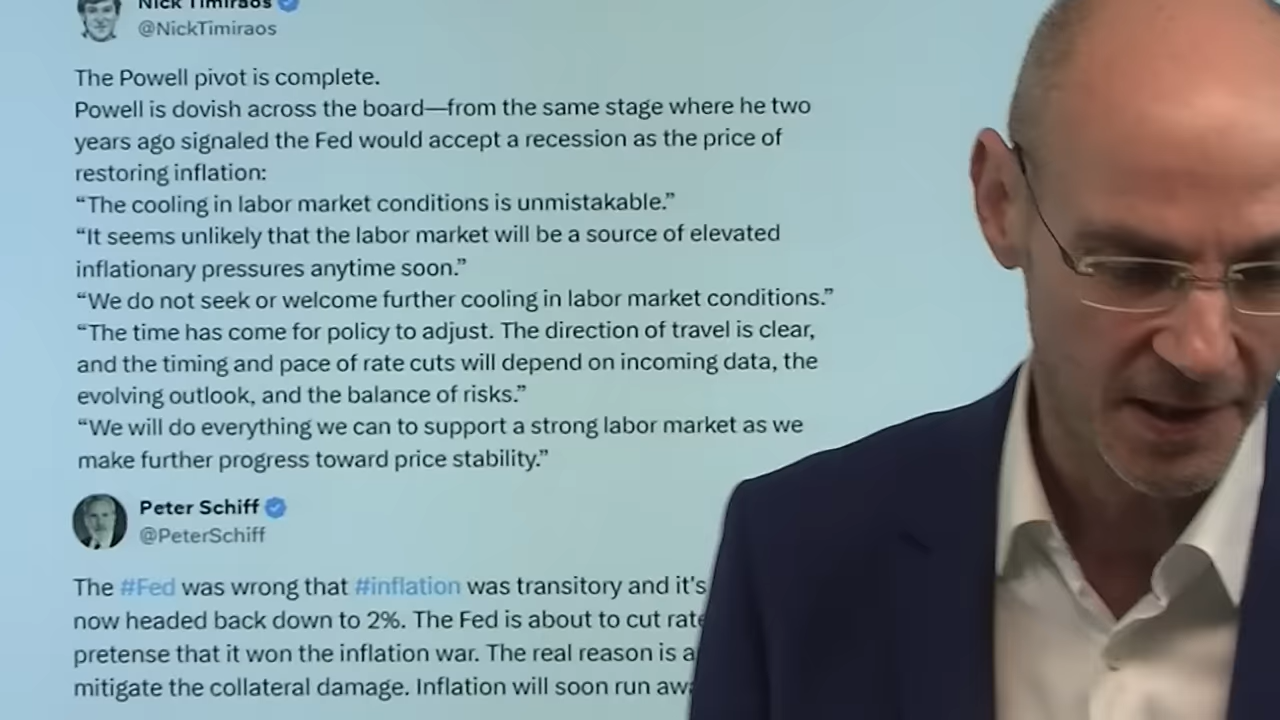 Nick Timiraos
@NickTimiraos
The Powell pivot is complete.
Powell is dovish across the board—from the same stage where he two
years ago signaled the Fed would accept a recession as the price of
restoring inflation:
“The cooling in labor market conditions is unmistakable.”
“It seems unlikely that the labor market will be a source of elevated
inflationary pressures anytime soon.”
“We do not seek or welcome further cooling in labor market conditions.”
“The time has come for policy to adjust. The direction of travel is clear,
and the timing and pace of rate cuts will depend on incoming data, the
evolving outlook, and the balance of risks.”
“We will do everything we can to support a strong labor market as we
make further progress toward price stability.”
Peter Schiff
@PeterSchiff
The #Fed was wrong that #inflation was transitory and it's
now headed back down to 2%. The Fed is about to cut
pretense that it won the inflation war. The real reason is
mitigate the collateral damage. Inflation will soon run